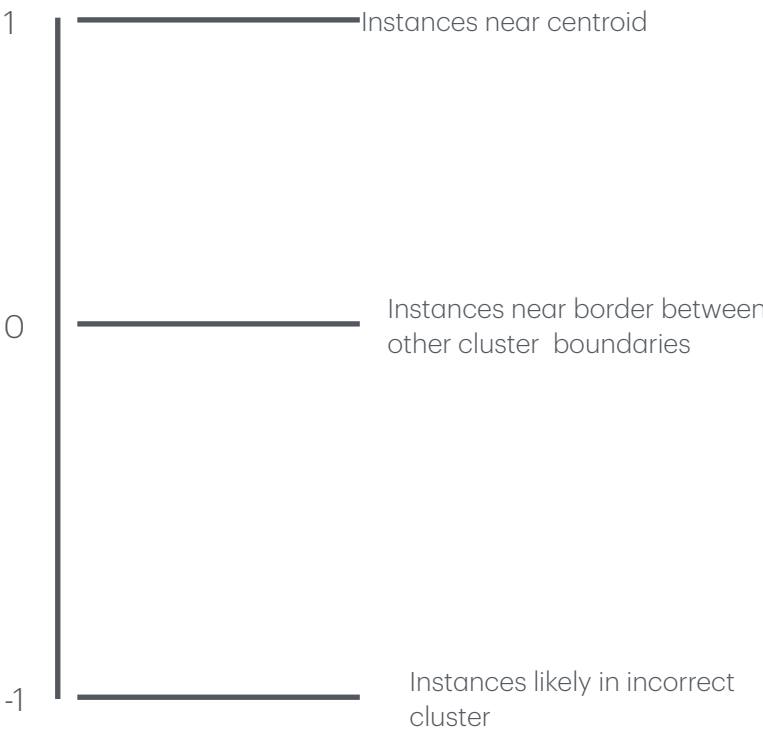 1
Instances near centroid
0
Instances near border between
other cluster boundaries
-1
Instances likely in incorrect
cluster